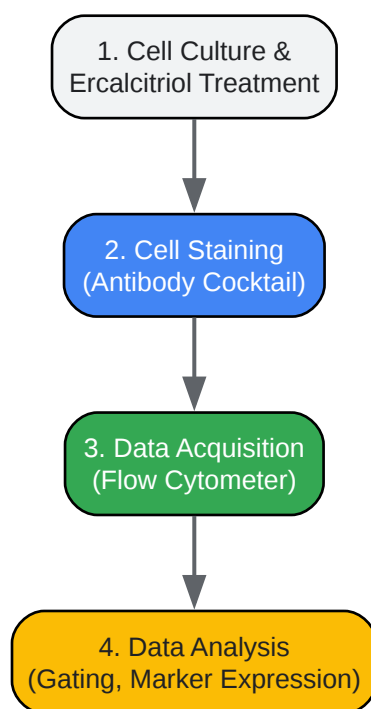 1. Cell Culture &
Ercalcitriol Treatment
2. Cell Staining
(Antibody Cocktail)
3. Data Acquisition
(Flow Cytometer)
4. Data Analysis
(Gating, Marker Expression)